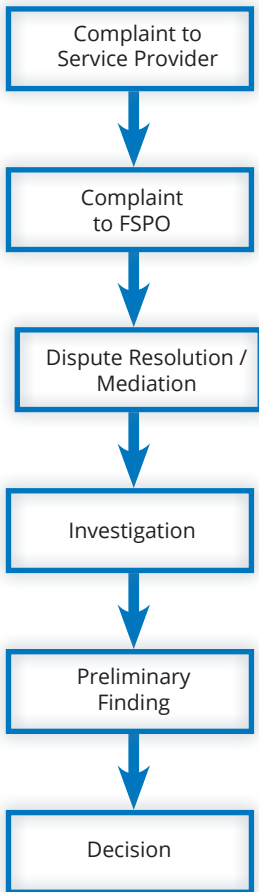 Complaint to
Service Provider
Complaint
to FSPO
Dispute Resolution /
Mediation
Investigation
Preliminary
Finding
Decision